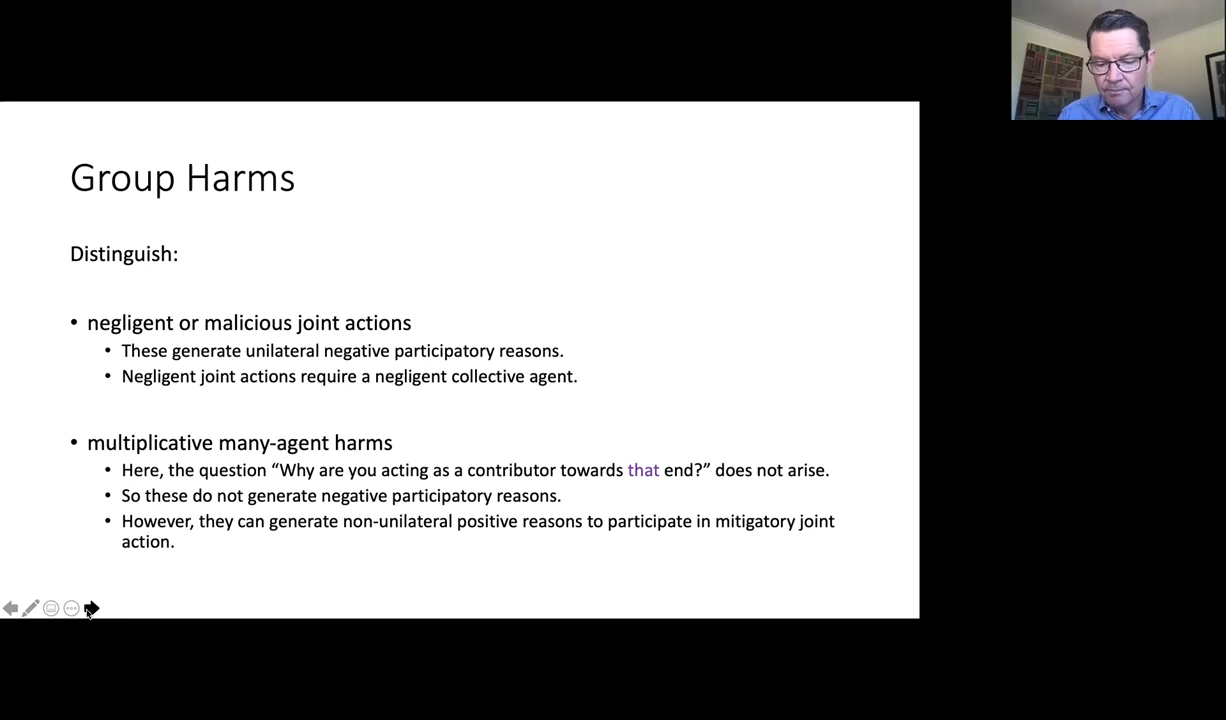 Group Harms
Distinguish:
• negligent or malicious joint actions
• These generate unilateral negative participatory reasons.
• Negligent joint actions require a negligent collective agent.
• multiplicative many-agent harms
• Here, the question “Why are you acting as a contributor towards that end?” does not arise.
• So these do not generate negative participatory reasons.
• However, they can generate non-unilateral positive reasons to participate in mitigatory joint
action.